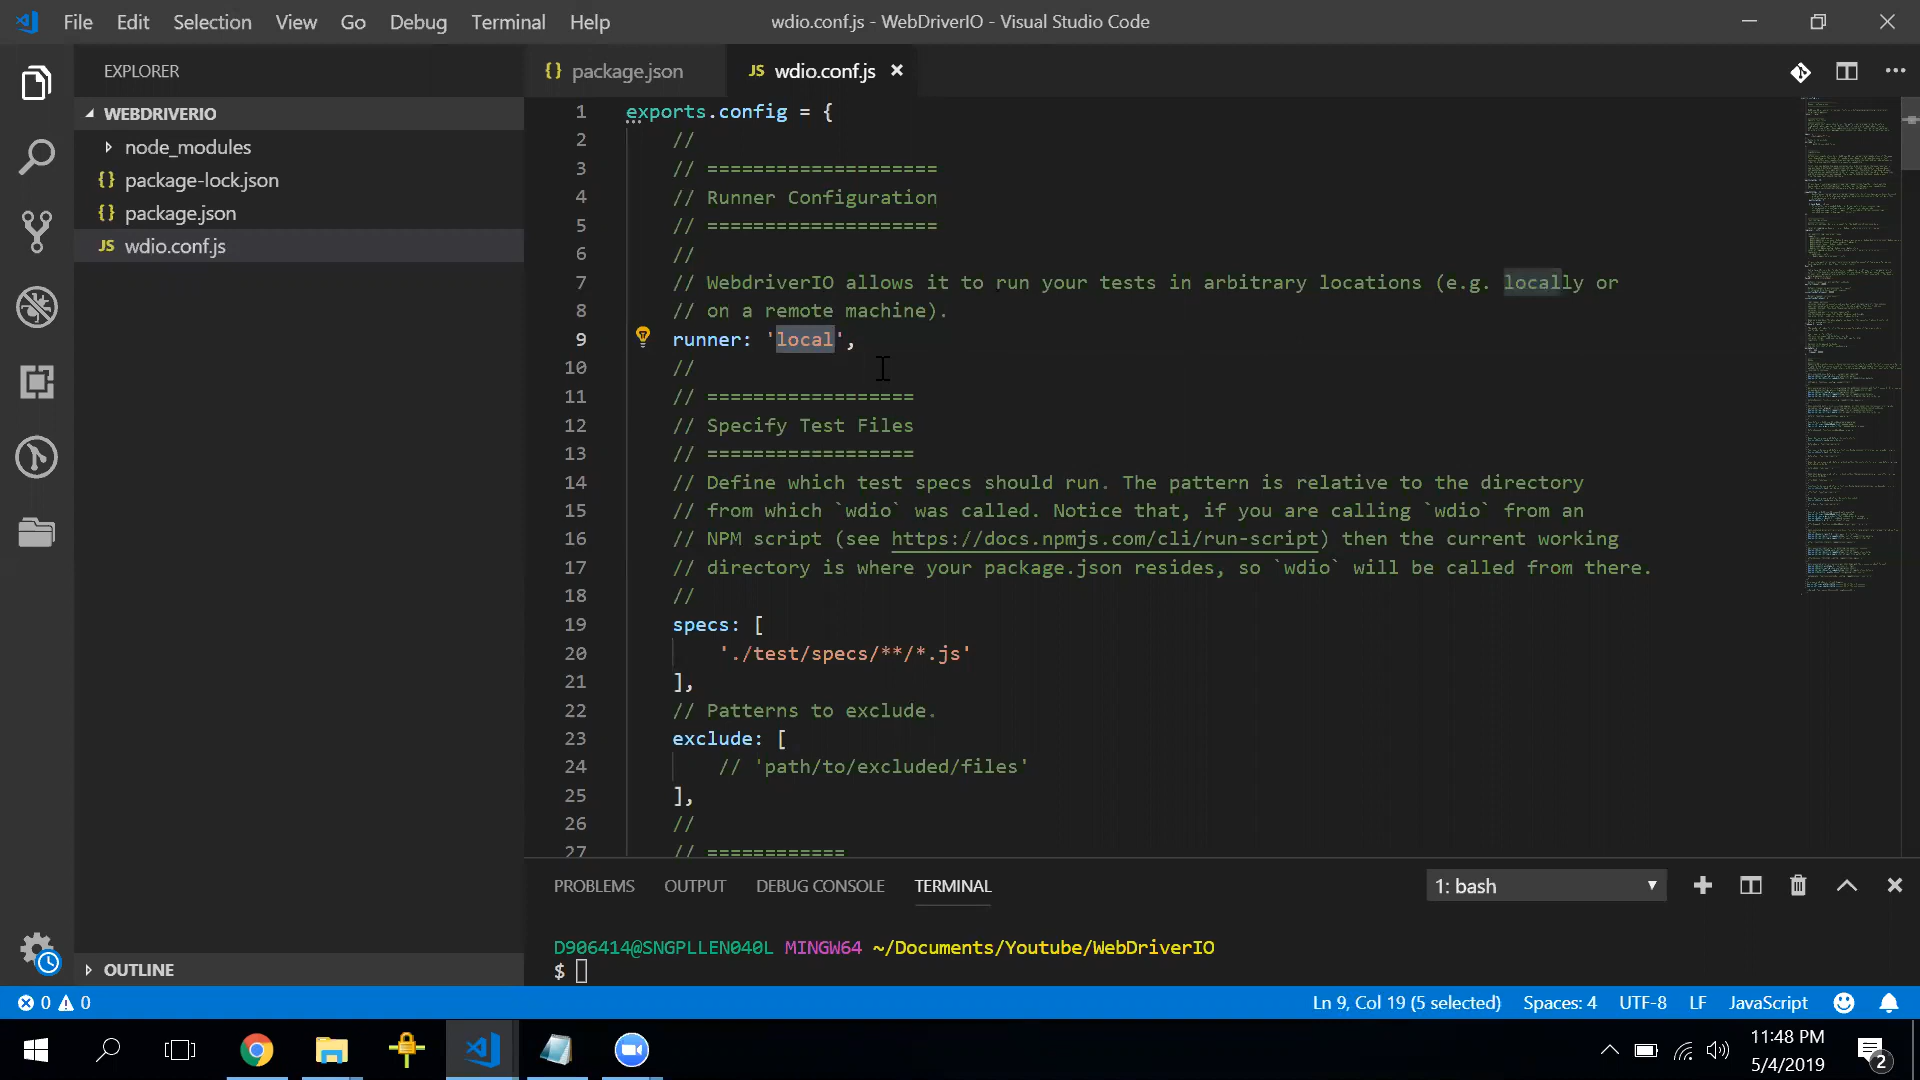 File Edit Selection View Go Debug Terminal Help
wdio.conf.js - WebDriverIO - Visual Studio Code
EXPLORER
WEBDRIVERIO
node_modules
{} package-lock.json
{} package.json
JS wdio.conf.js
OUTLINE
{} package.json
JS wdio.conf.js
1 exports.config = {
2 //
3 // ====================
4 // Runner Configuration
5 // ====================
6 //
7 // WebdriverIO allows it to run your tests in arbitrary locations (e.g. locally or
8 // on a remote machine).
9 runner: 'local',
10 //
11 // ==================
12 // Specify Test Files
13 // ==================
14 // Define which test specs should run. The pattern is relative to the directory
15 // from which `wdio` was called. Notice that, if you are calling `wdio` from an
16 // NPM script (see https://docs.npmjs.com/cli/run-script) then the current working
17 // directory is where your package.json resides, so `wdio` will be called from there.
18 //
19 specs: [
20 './test/specs/**/*.js'
21 ],
22 // Patterns to exclude.
23 exclude: [
24 // 'path/to/excluded/files'
25 ],
26 //
27 // ============
PROBLEMS OUTPUT DEBUG CONSOLE TERMINAL
1: bash
D906414@SNGPLLEN040L MINGW64 ~/Documents/Youtube/WebDriverIO
$
0 0
Ln 9, Col 19 (5 selected) Spaces: 4 UTF-8 LF JavaScript
11:48 PM
5/4/2019
2